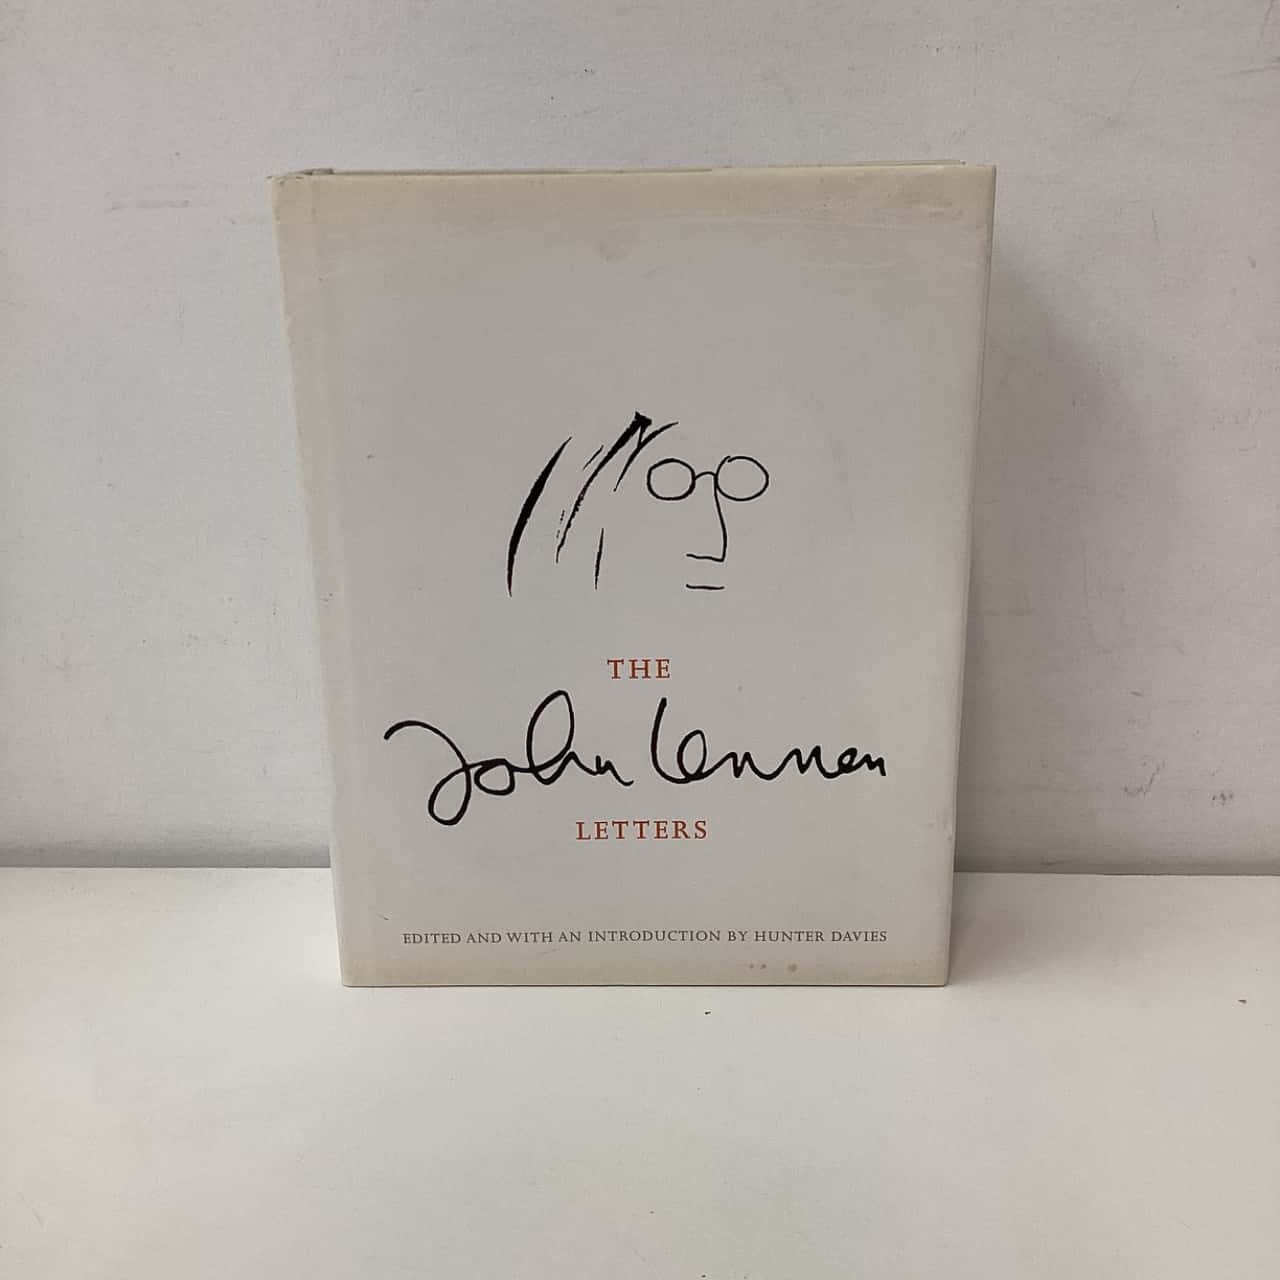 THE
John Lennon
LETTERS
EDITED AND WITH AN INTRODUCTION BY HUNTER DAVIES